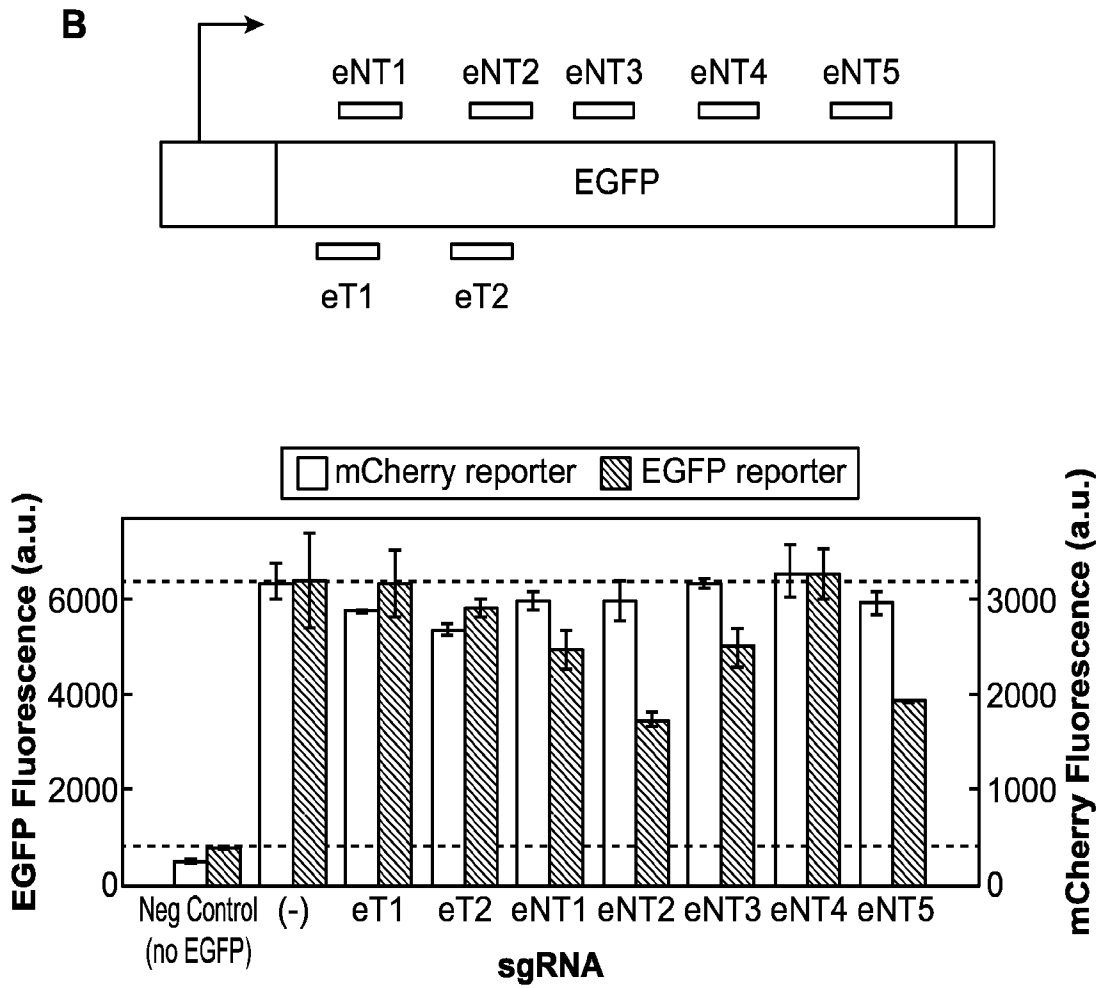 B
eNT1 eNT2 eNT3 eNT4 eNT5
EGFP
eT1 eT2
mCherry reporter EGFP reporter
EGFP Fluorescence (a.u.)
6000
4000
2000
0
mCherry Fluorescence (a.u.)
3000
2000
1000
0
Neg Control (-) eT1 eT2 eNT1 eNT2 eNT3 eNT4 eNT5
(no EGFP)
sgRNA